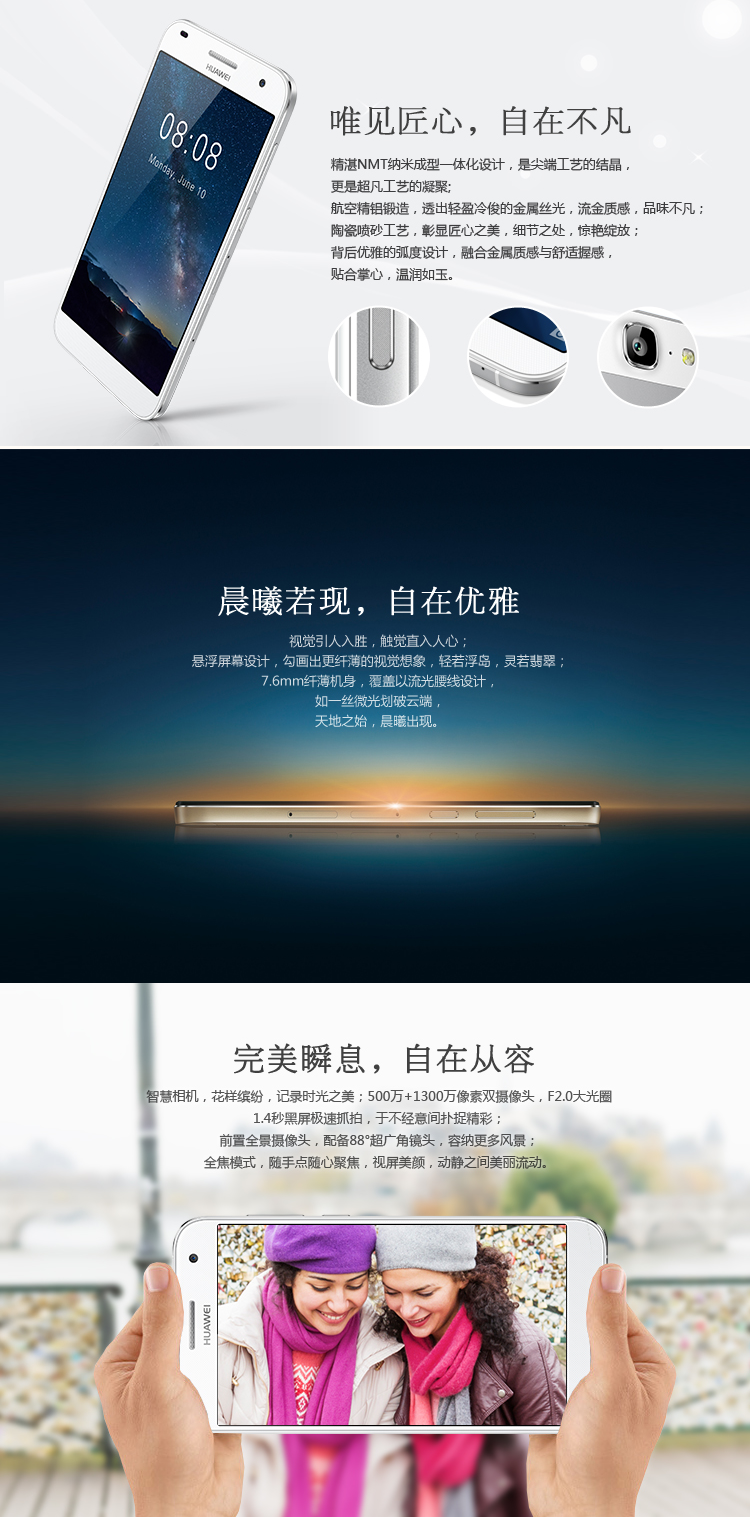 HUAWEI
08:08
Monday, June 10
唯见匠心，自在不凡
精湛NMT纳米成型一体化设计，是尖端工艺的结晶，
更是超凡工艺的凝聚;
航空精铝锻造，透出轻盈冷俊的金属丝光，流金质感，品味不凡；
陶瓷喷砂工艺，彰显匠心之美，细节之处，惊艳绽放；
背后优雅的弧度设计，融合金属质感与舒适握感，
贴合掌心，温润如玉。
晨曦若现，自在优雅
视觉引人入胜，触觉直入人心；
悬浮屏幕设计，勾画出更纤薄的视觉想象，轻若浮岛，灵若翡翠；
7.6mm纤薄机身，覆盖以流光腰线设计，
如一丝微光划破云端，
天地之始，晨曦出现。
完美瞬息，自在从容
智慧相机，花样缤纷，记录时光之美；500万+1300万像素双摄像头，F2.0大光圈
1.4秒黑屏极速抓拍，于不经意间扑捉精彩；
前置全景摄像头，配备88°超广角镜头，容纳更多风景；
全焦模式，随手点随心聚焦，视屏美颜，动静之间美丽流动。
HUAWEI